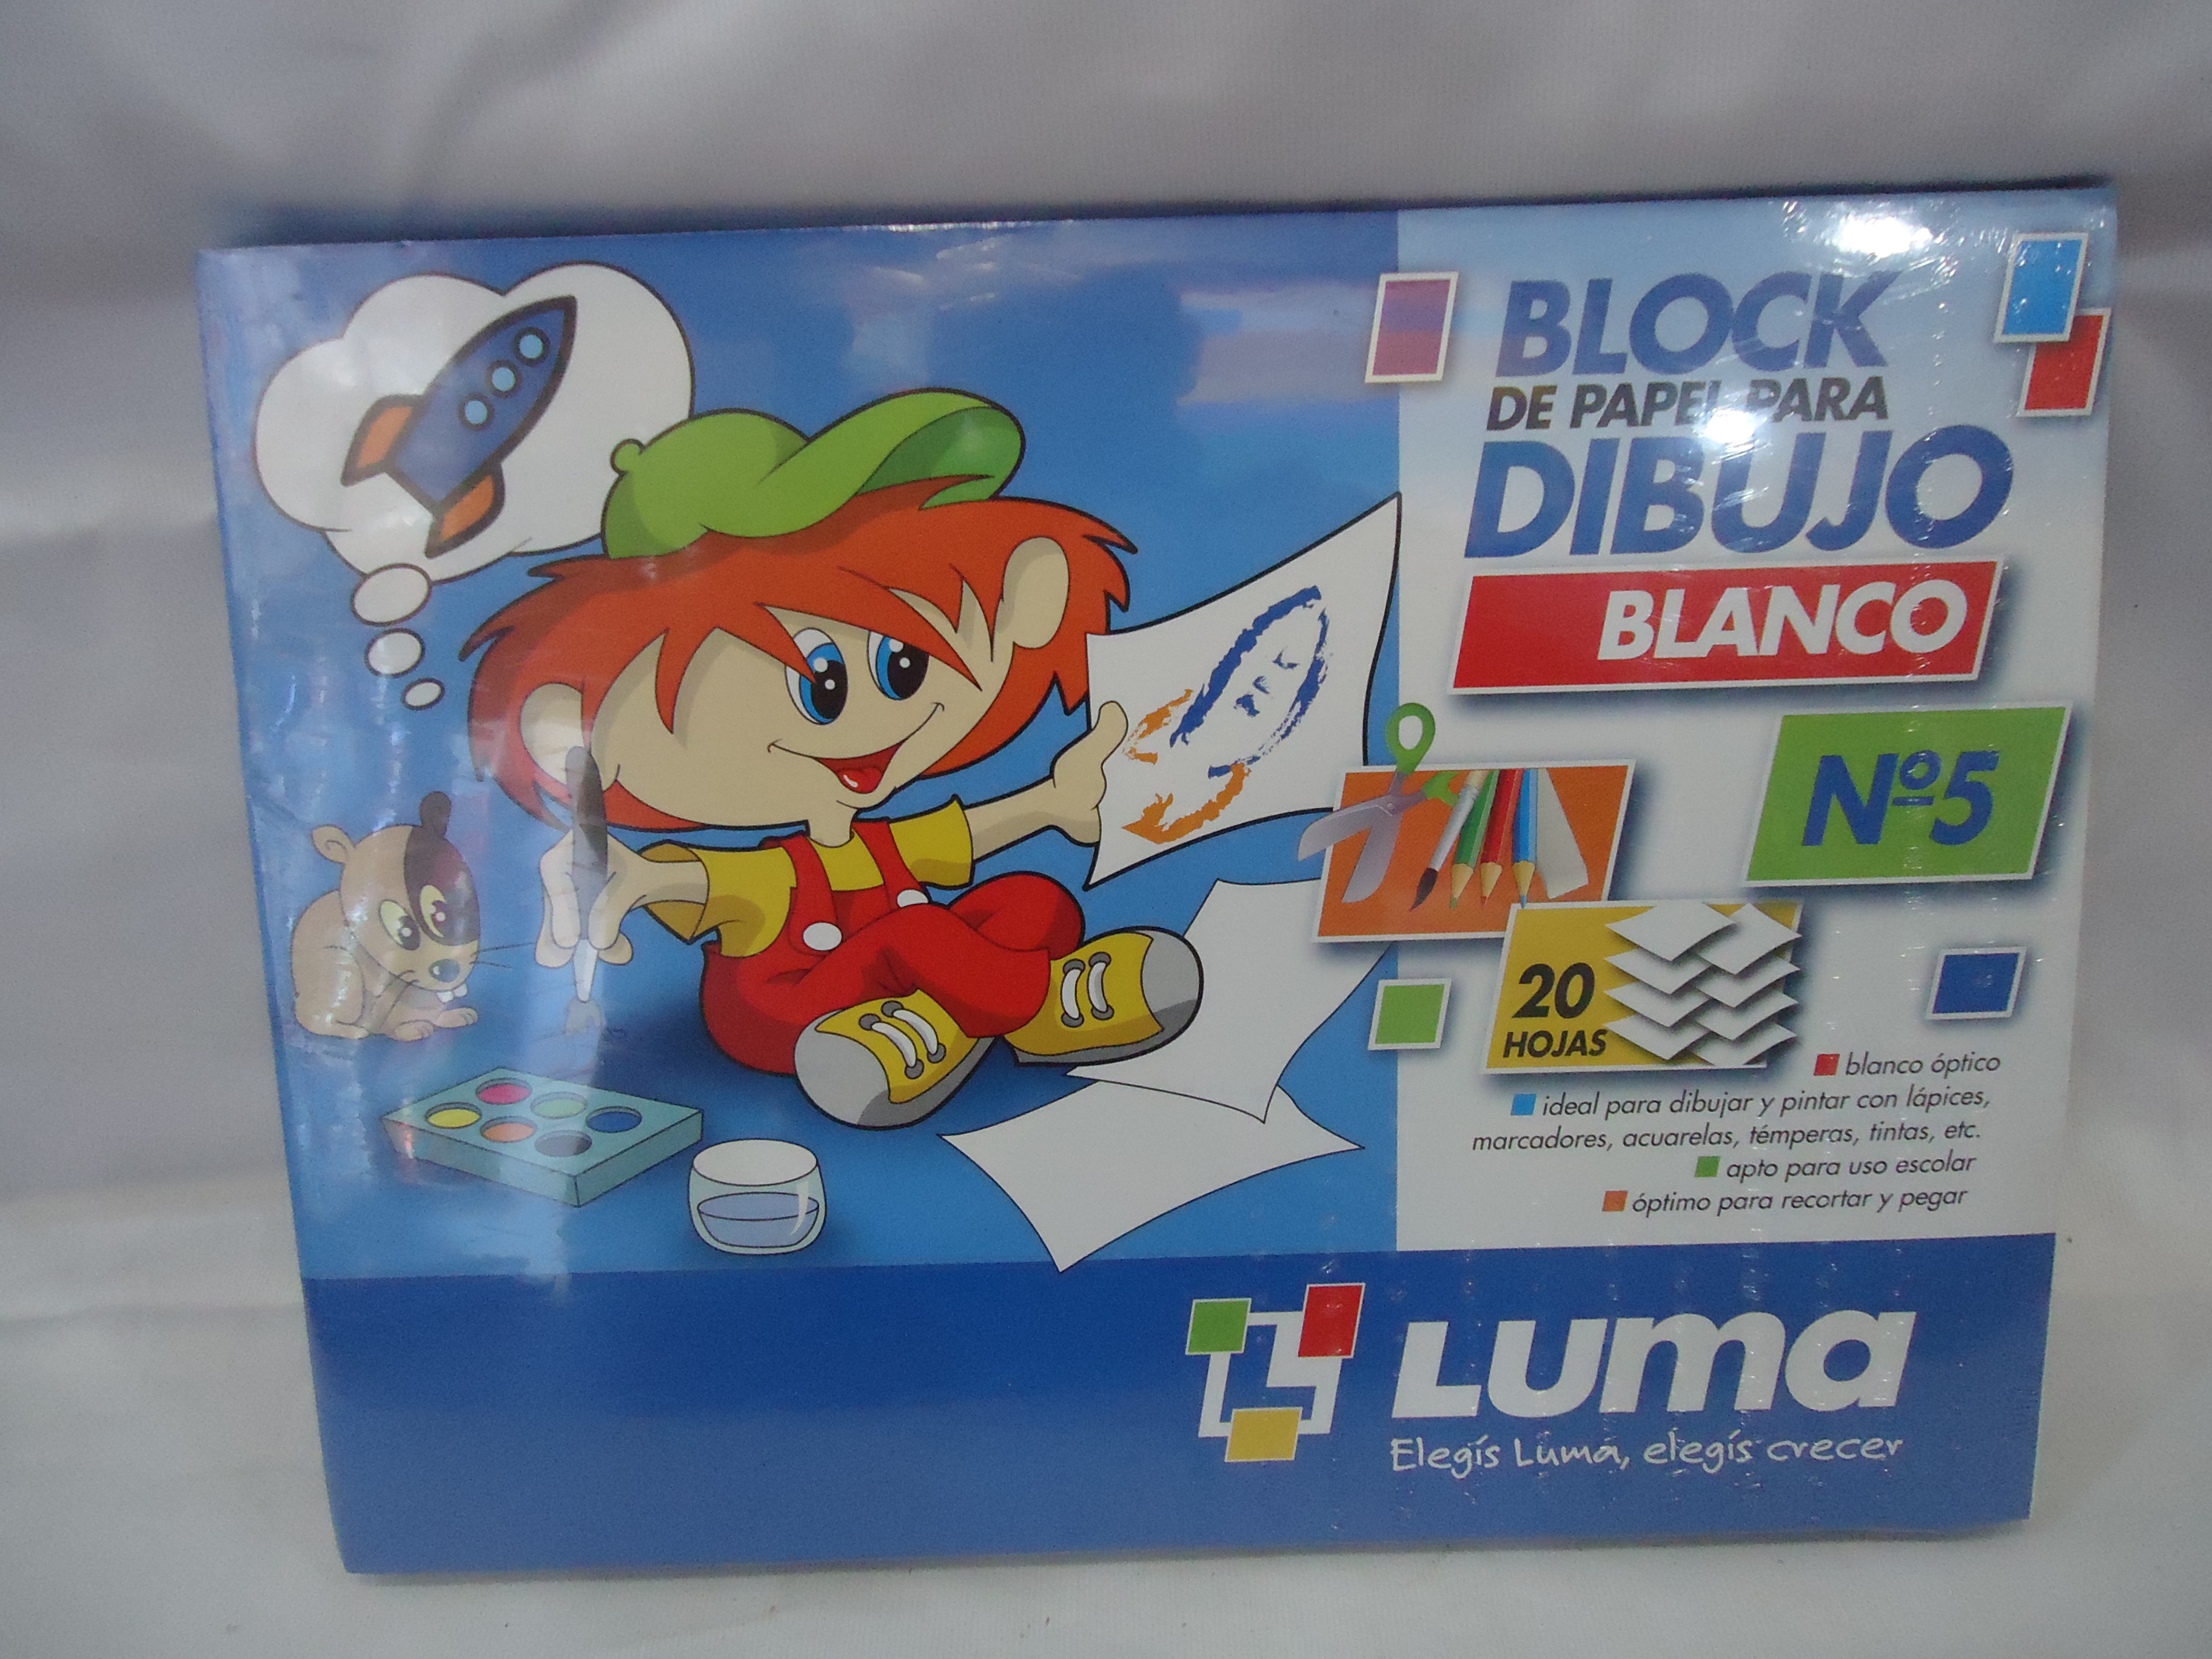 BLOCK
DE PAPEL PARA
DIBUJO
BLANCO
Nº5
20
HOJAS
blanco óptico
ideal para dibujar y pintar con lápices,
marcadores, acuarelas, témperas, tintas, etc.
apto para uso escolar
óptimo para recortar y pegar
Luma
Elegís Luma, elegís crecer